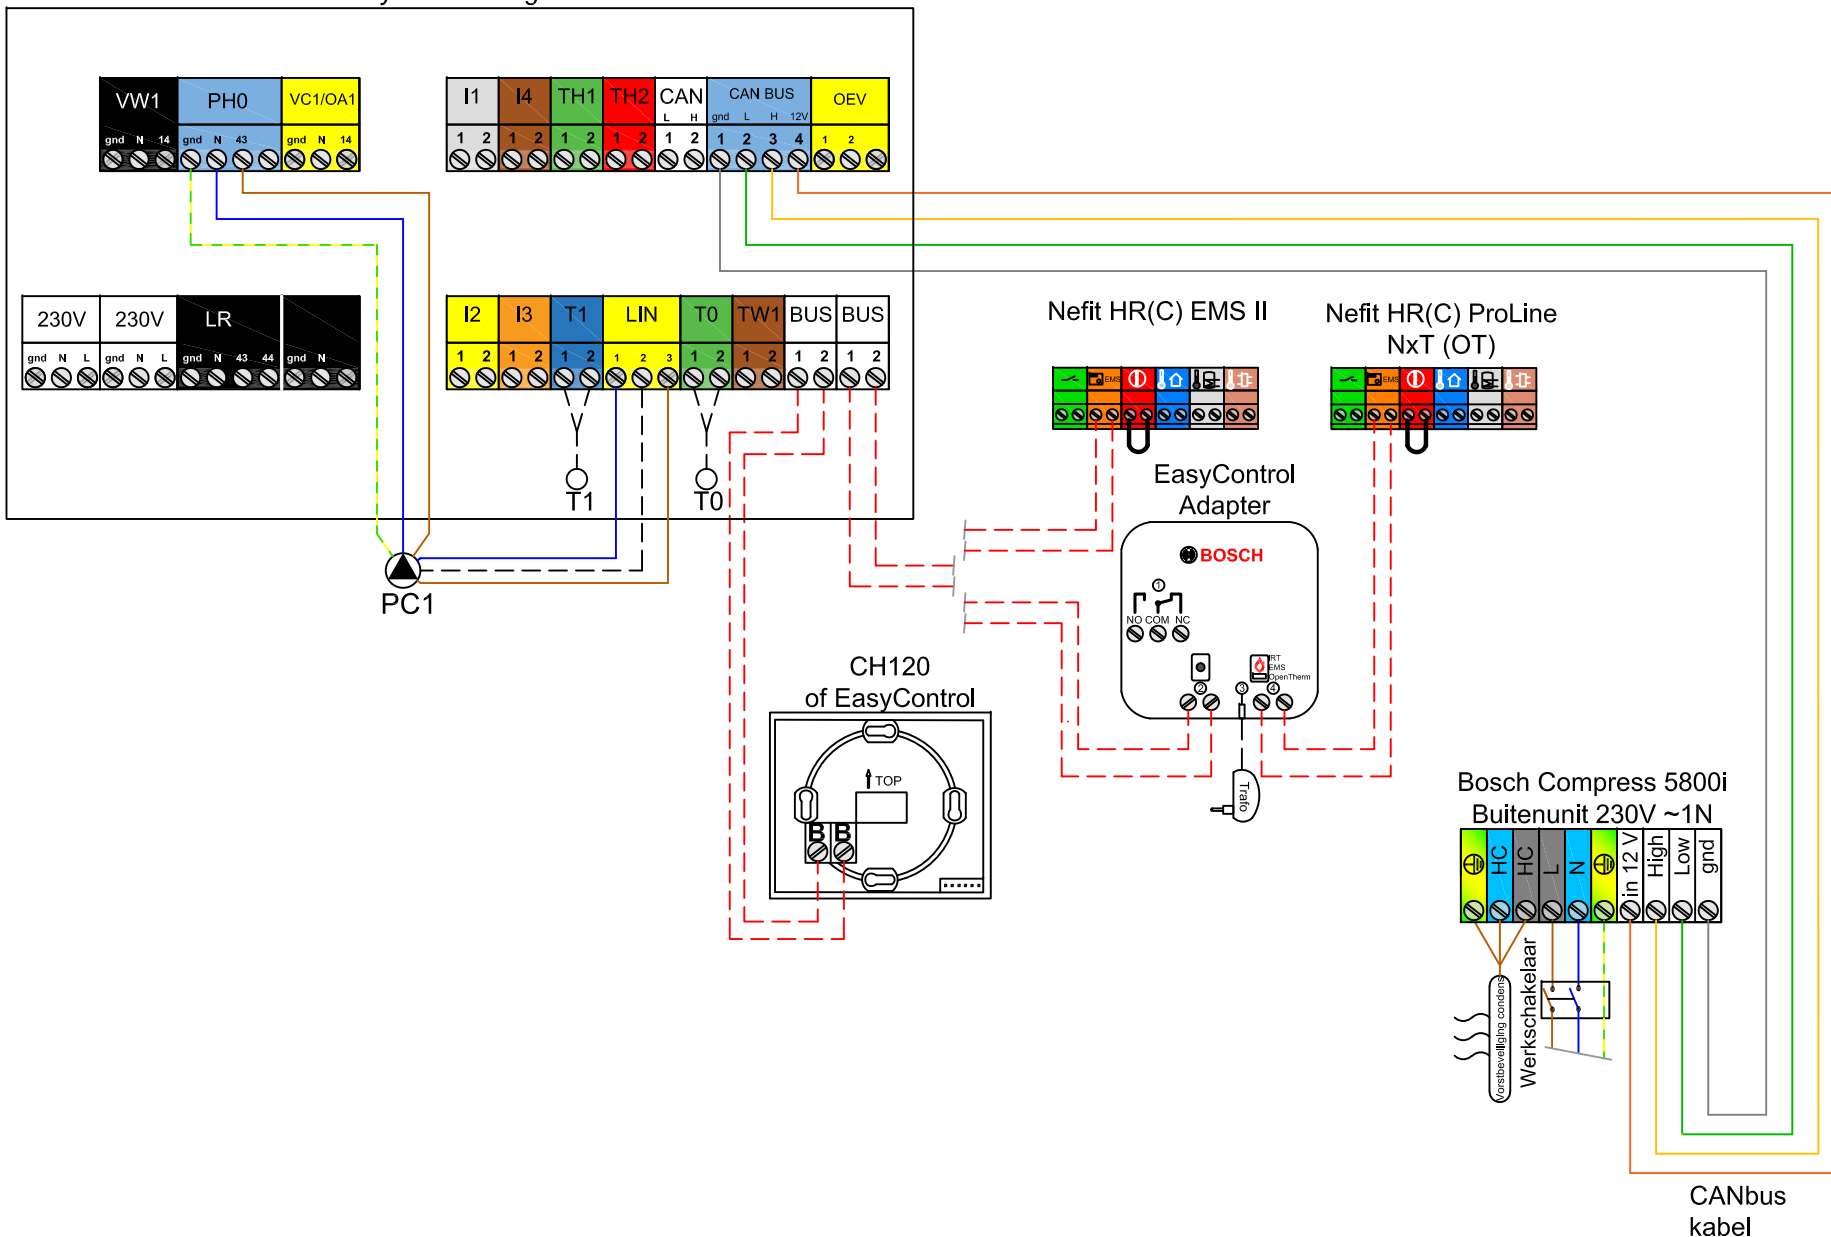 VW1 PH0 VC1/OA1
gnd N 14 gnd N 43 gnd N 14
I1 I4 TH1 TH2 CAN CAN BUS OEV
L H gnd L H 12V
1 2 1 2 1 2 1 2 1 2 1 2 3 4 1 2
230V 230V LR
gnd N L gnd N L gnd N 43 44 gnd N
I2 I3 T1 LIN T0 TW1 BUS BUS
1 2 1 2 1 2 1 2 3 1 2 1 2 1 2 1 2
T1 T0
PC1
Nefit HR(C) EMS II
EMS
Nefit HR(C) ProLine
NxT (OT)
EMS
EasyControl
Adapter
BOSCH
1
NO COM NC
RT
EMS
OpenTherm
2 3 4
Trafo
CH120
of EasyControl
TOP
B B
Bosch Compress 5800i
Buitenunit 230V ~1N
HC HC L N in 12 V High Low gnd
Vorstbeveiliging condens
Werkschakelaar
CANbus
kabel